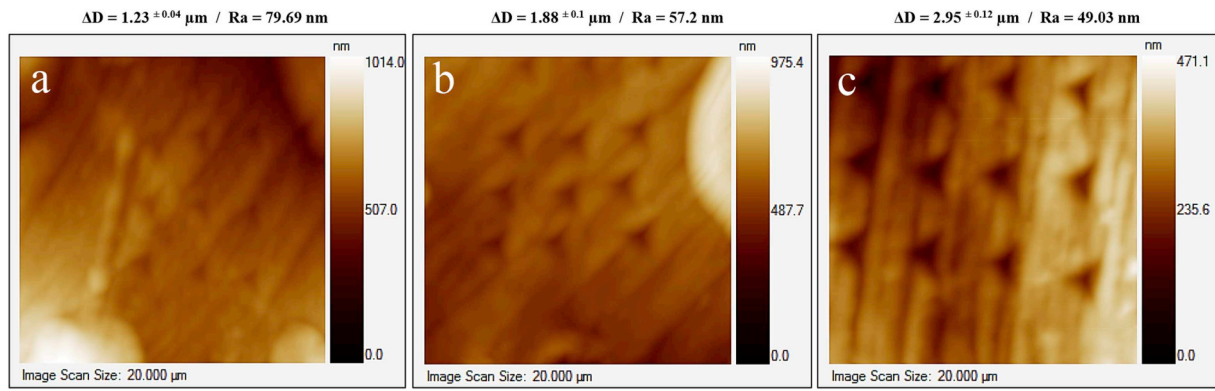 ΔD = 1.23 ± 0.04 µm / Ra = 79.69 nm
ΔD = 1.88 ± 0.1 µm / Ra = 57.2 nm
ΔD = 2.95 ± 0.12 µm / Ra = 49.03 nm
a
nm
1014.0
507.0
0.0
Image Scan Size: 20.000 µm
b
nm
975.4
487.7
0.0
Image Scan Size: 20.000 µm
c
nm
471.1
235.6
0.0
Image Scan Size: 20.000 µm